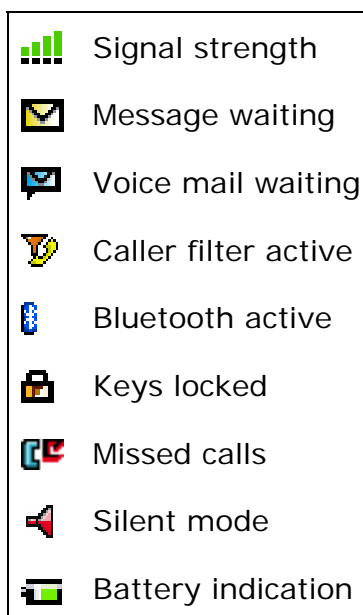 Signal strength
Message waiting
Voice mail waiting
Caller filter active
Bluetooth active
Keys locked
Missed calls
Silent mode
Battery indication